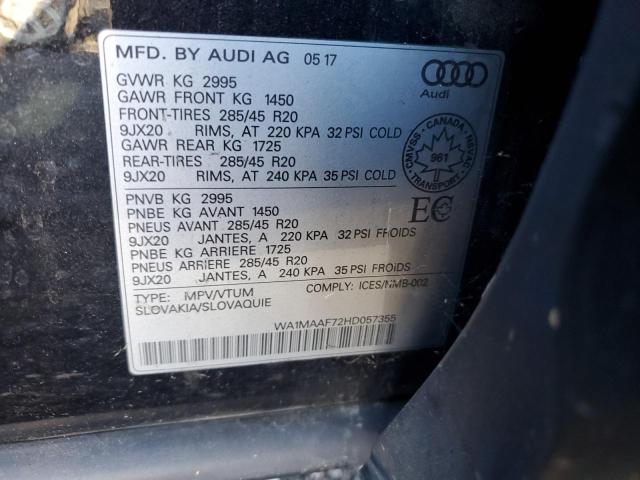 MFD. BY AUDI AG 05 17
GVWR KG 2995
GAWR FRONT KG 1450
FRONT-TIRES 285/45 R20
9JX20 RIMS, AT 220 KPA 32 PSI COLD
GAWR REAR KG 1725
REAR-TIRES 285/45 R20
9JX20 RIMS, AT 240 KPA 35 PSI COLD
Audi
CMVSS - CANADA - NSVAC
961
TRANSPORT
PNVB KG 2995
PNBE KG AVANT 1450
PNEUS AVANT 285/45 R20
9JX20 JANTES, A 220 KPA 32 PSI FROIDS
PNBE KG ARRIERE 1725
PNEUS ARRIERE 285/45 R20
9JX20 JANTES, A 240 KPA 35 PSI FROIDS
EC
TYPE: MPV/VTUM COMPLY: ICES/NMB-002
SLOVAKIA/SLOVAQUIE
WA1MAAF72HD057355